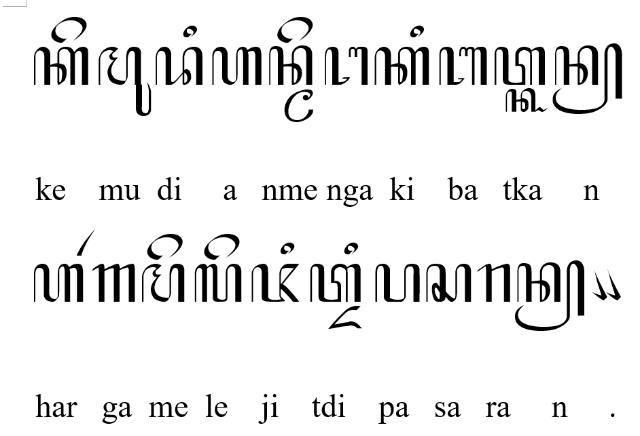 ꦏꦼꦩꦸꦢꦶꦲꦤ꧀ꦩꦼꦔꦏꦶꦧꦠ꧀ꦏꦤ꧀
ke mu di a nme nga ki ba tka n
ꦲꦂꦒꦩꦼꦭꦼꦗꦶꦠ꧀ꦢꦶꦥꦱꦫꦤ꧀꧉
har ga me le ji tdi pa sa ra n .